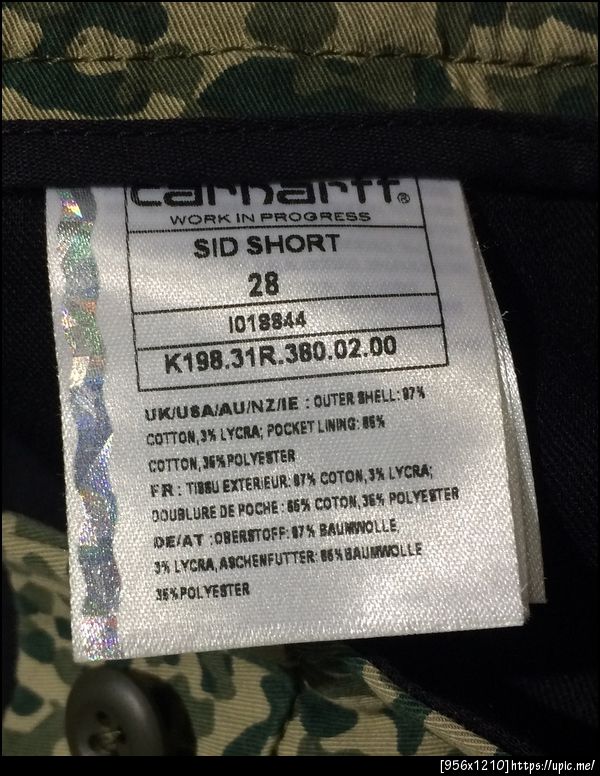 carhartt®
WORK IN PROGRESS
SID SHORT
28
I018844
K198.31R.380.02.00
UK/USA/AU/NZ/IE : OUTER SHELL: 97%
COTTON,3% LYCRA; POCKET LINING: 65%
COTTON,35%POLYESTER
FR : TISSU EXTERIEUR: 97% COTON,3% LYCRA;
DOUBLURE DE POCHE : 65% COTON, 35% POLYESTER
DE/AT :OBERSTOFF: 97% BAUMWOLLE,
3% LYCRA,ASCHENFUTTER: 65%BAUMWOLLE
35%POLYESTER
[956x1210]https://upic.me/